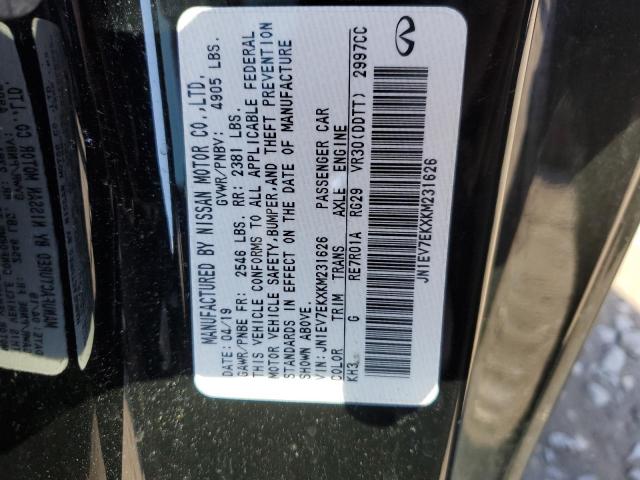 MANUFACTURED BY NISSAN MOTOR CO.,LTD.
DATE: 04/19 GVWR/PNBV: 4905 LBS.
GAWR/PNBE FR: 2546 LBS. RR: 2381 LBS.
THIS VEHICLE CONFORMS TO ALL APPLICABLE FEDERAL
MOTOR VEHICLE SAFETY,BUMPER,AND THEFT PREVENTION
STANDARDS IN EFFECT ON THE DATE OF MANUFACTURE
SHOWN ABOVE.
VIN: JN1EV7EKXKM231626 PASSENGER CAR
COLOR TRIM TRANS AXLE ENGINE
KH3 G RE7R01A RG29 VR30(DDTT) 2997CC
JN1EV7EKXKM231626
INFINITI